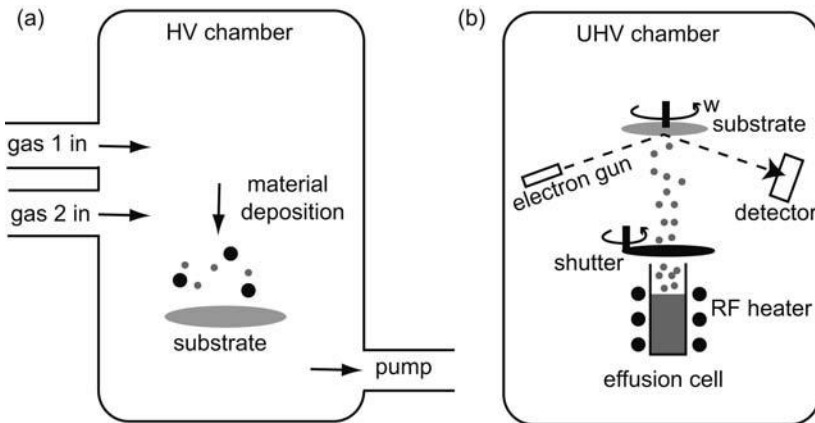 (a)
HV chamber
gas 1 in
gas 2 in
material
deposition
substrate
pump
(b)
UHV chamber
w
substrate
electron gun
detector
shutter
RF heater
effusion cell